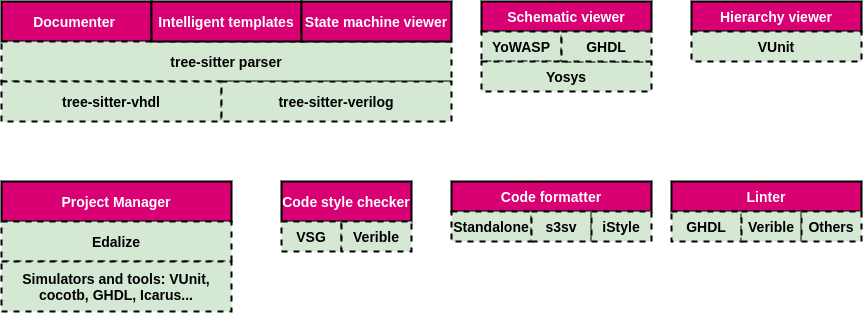 Documenter
Intelligent templates
State machine viewer
tree-sitter parser
tree-sitter-vhdl
tree-sitter-verilog
Schematic viewer
YoWASP
GHDL
Yosys
Hierarchy viewer
VUnit
Project Manager
Edalize
Simulators and tools: VUnit,
cocotb, GHDL, Icarus...
Code style checker
VSG
Verible
Code formatter
Standalone
s3sv
iStyle
Linter
GHDL
Verible
Others